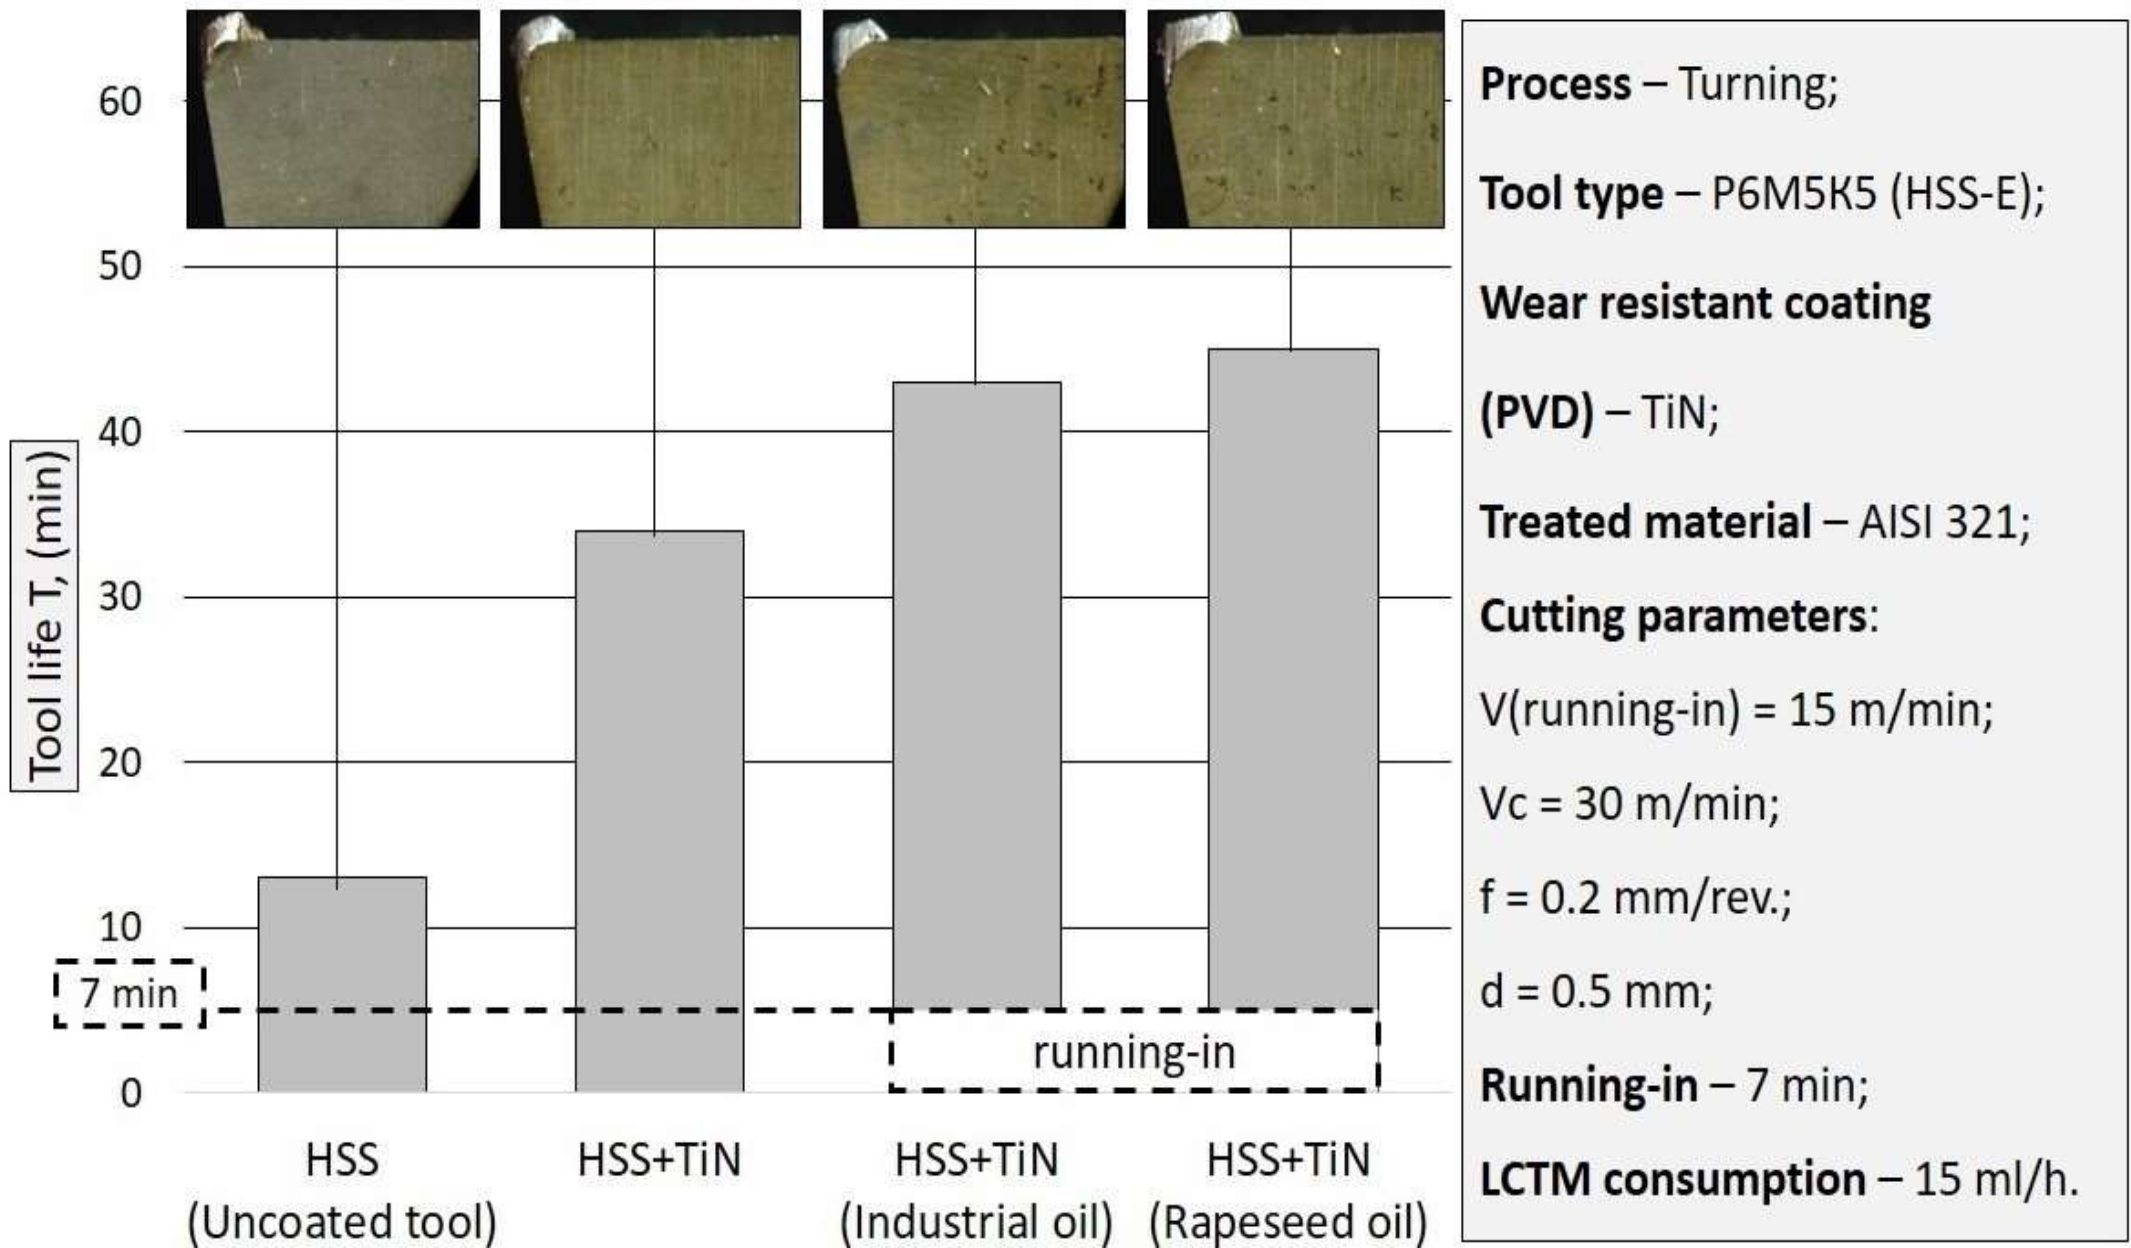 60
50
40
30
20
10
0
Tool life T, (min)
7 min
running-in
HSS
(Uncoated tool)
HSS+TiN
HSS+TiN
(Industrial oil)
HSS+TiN
(Rapeseed oil)
Process – Turning;
Tool type – P6M5K5 (HSS-E);
Wear resistant coating
(PVD) – TiN;
Treated material – AISI 321;
Cutting parameters:
V(running-in) = 15 m/min;
Vc = 30 m/min;
f = 0.2 mm/rev.;
d = 0.5 mm;
Running-in – 7 min;
LCTM consumption – 15 ml/h.